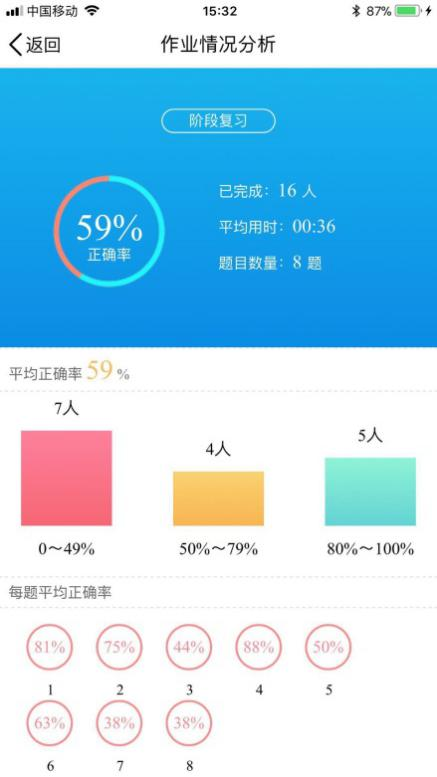 中国移动 15:32 87%
返回 作业情况分析
阶段复习
59%
正确率
已完成：16 人
平均用时：00:36
题目数量：8 题
平均正确率 59 %
7人 4人 5人
0～49% 50%～79% 80%～100%
每题平均正确率
81% 75% 44% 88% 50%
1 2 3 4 5
63% 38% 38%
6 7 8